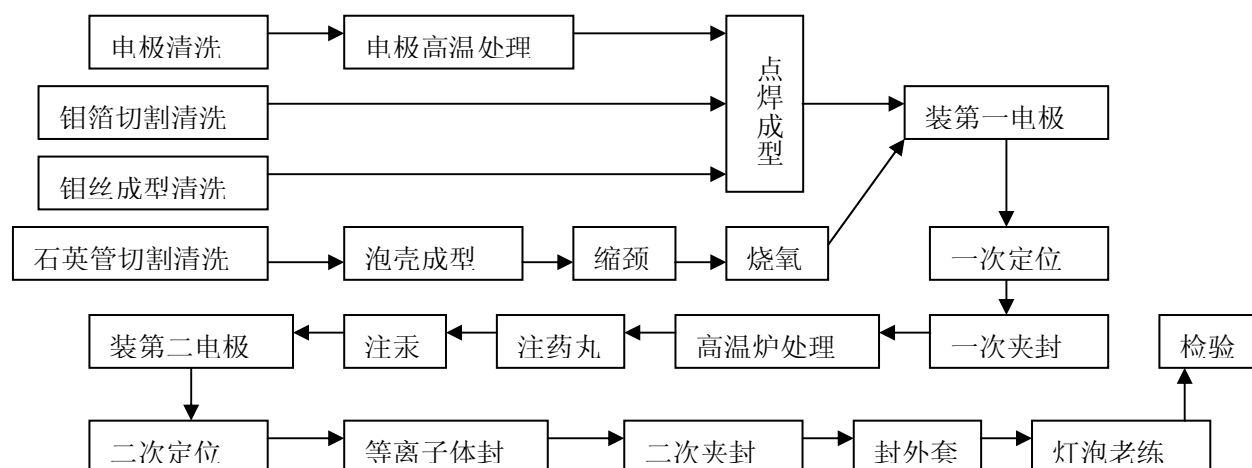 电极清洗
电极高温处理
点焊成型
钼箔切割清洗
装第一电极
钼丝成型清洗
石英管切割清洗
泡壳成型
缩颈
烧氧
一次定位
装第二电极
注汞
注药丸
高温炉处理
一次夹封
检验
二次定位
等离子体封
二次夹封
封外套
灯泡老练